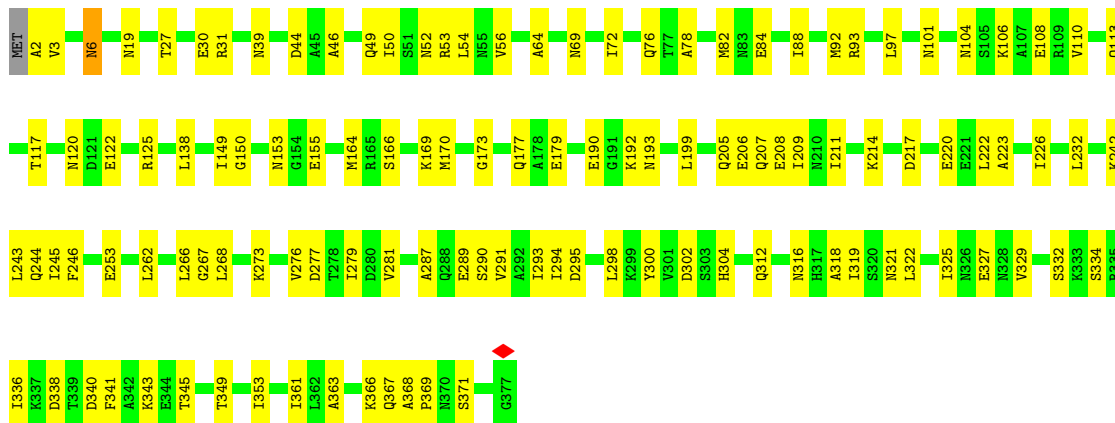 MET A2 V3 N6 N19 T27 E30 R31 N39 D44 A45 A46 Q49 I50 S51 N52 R53 L54 N55 V56 A64 N69 I72 Q76 T77 A78 M82 N83 E84 I88 M92 R93 L97 N101 N104 S105 K106 A107 E108 R109 V110
T117 N120 D121 E122 R125 L138 I149 G150 N153 G154 E155 M164 R165 S166 K169 M170 G173 Q177 A178 E179 E190 G191 K192 N193 L199 Q205 E206 Q207 E208 I209 N210 I211 K214 D217 E220 E221 L222 A223 I226 L232
L243 Q244 I245 F246 E253 L262 L266 G267 L268 K273 V276 D277 T278 I279 D280 V281 A287 Q288 E289 S290 V291 A292 I293 I294 D295 L298 K299 Y300 V301 D302 S303 H304 Q312 N316 H317 A318 I319 S320 N321 L322 I325 N326 E327 N328 V329 S332 K333 S334
I336 K337 D338 T339 D340 F341 A342 K343 E344 T345 T349 I353 I361 L362 A363 K366 Q367 A368 P369 N370 S371 G377